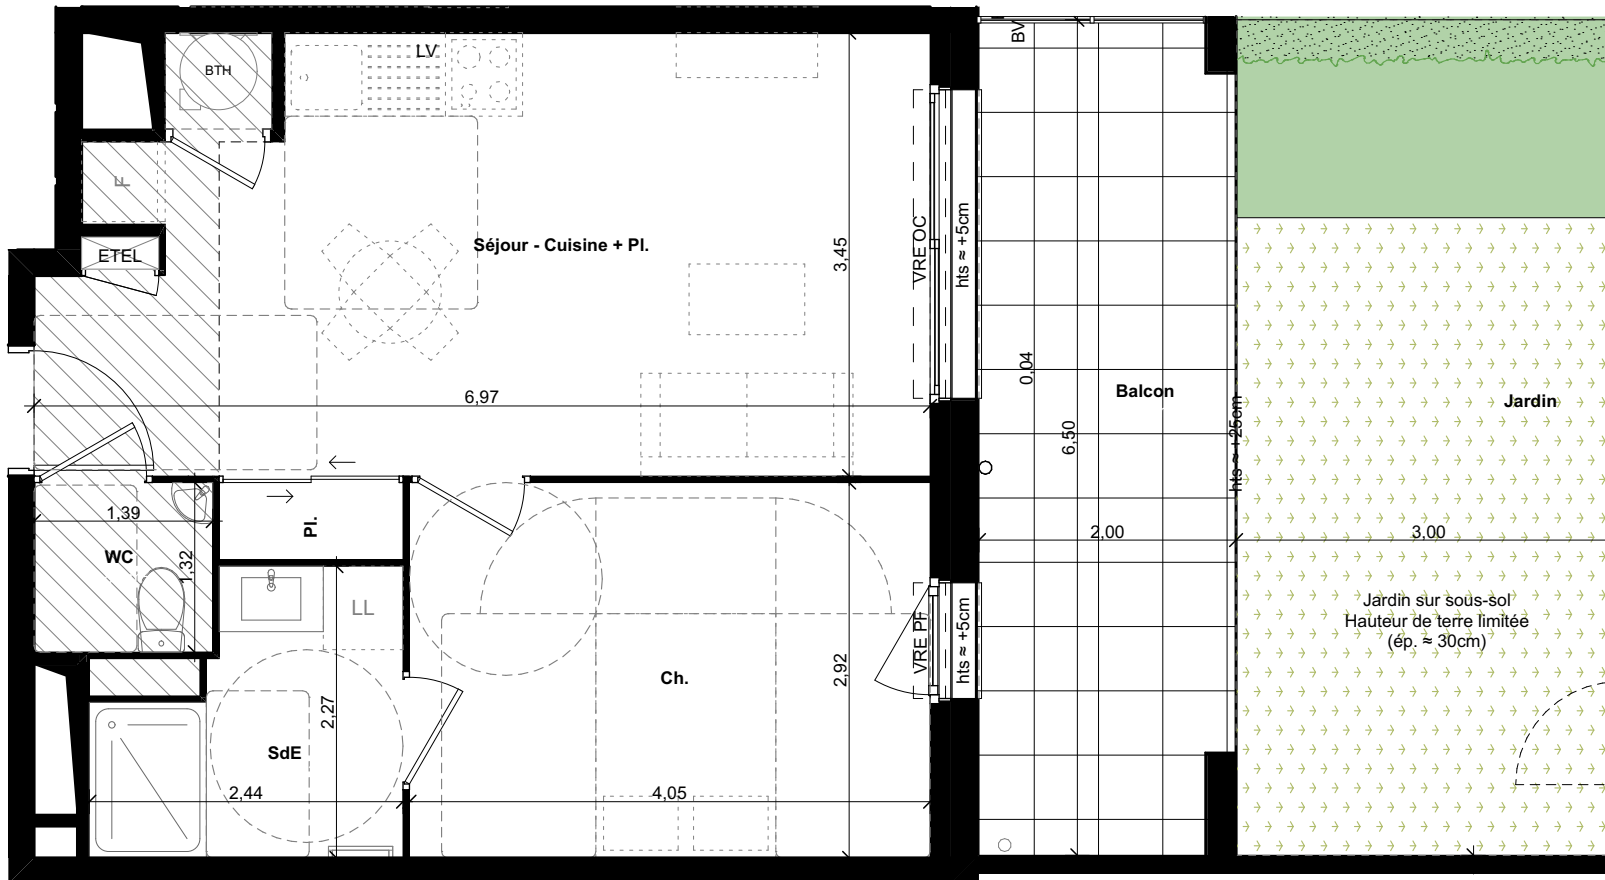 BTH
LV
BV
F
ETEL
Séjour - Cuisine + Pl.
3,45
VRE OC
hts ≈ +5cm
6,97
0,04
Balcon
6,50
hts ≈ +25cm
Jardin
1,39
WC
1,32
Pl.
2,00
3,00
LL
Ch.
2,92
VRE PF
hts ≈ +5cm
Jardin sur sous-sol
Hauteur de terre limitée
(ép. ≈ 30cm)
SdE
2,27
2,44
4,05